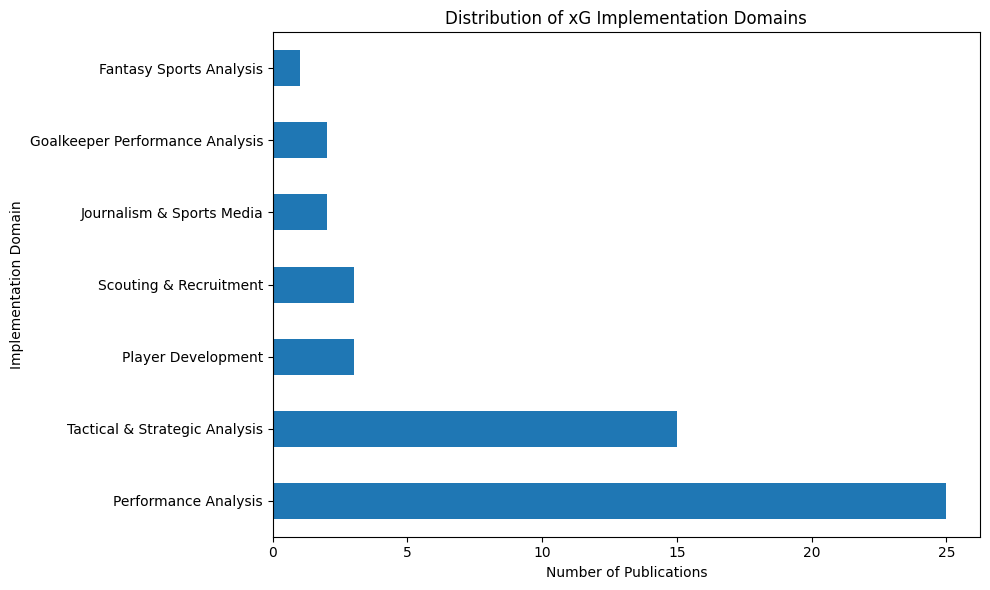 Distribution of xG Implementation Domains
Implementation Domain
Fantasy Sports Analysis
Goalkeeper Performance Analysis
Journalism & Sports Media
Scouting & Recruitment
Player Development
Tactical & Strategic Analysis
Performance Analysis
0 5 10 15 20 25
Number of Publications